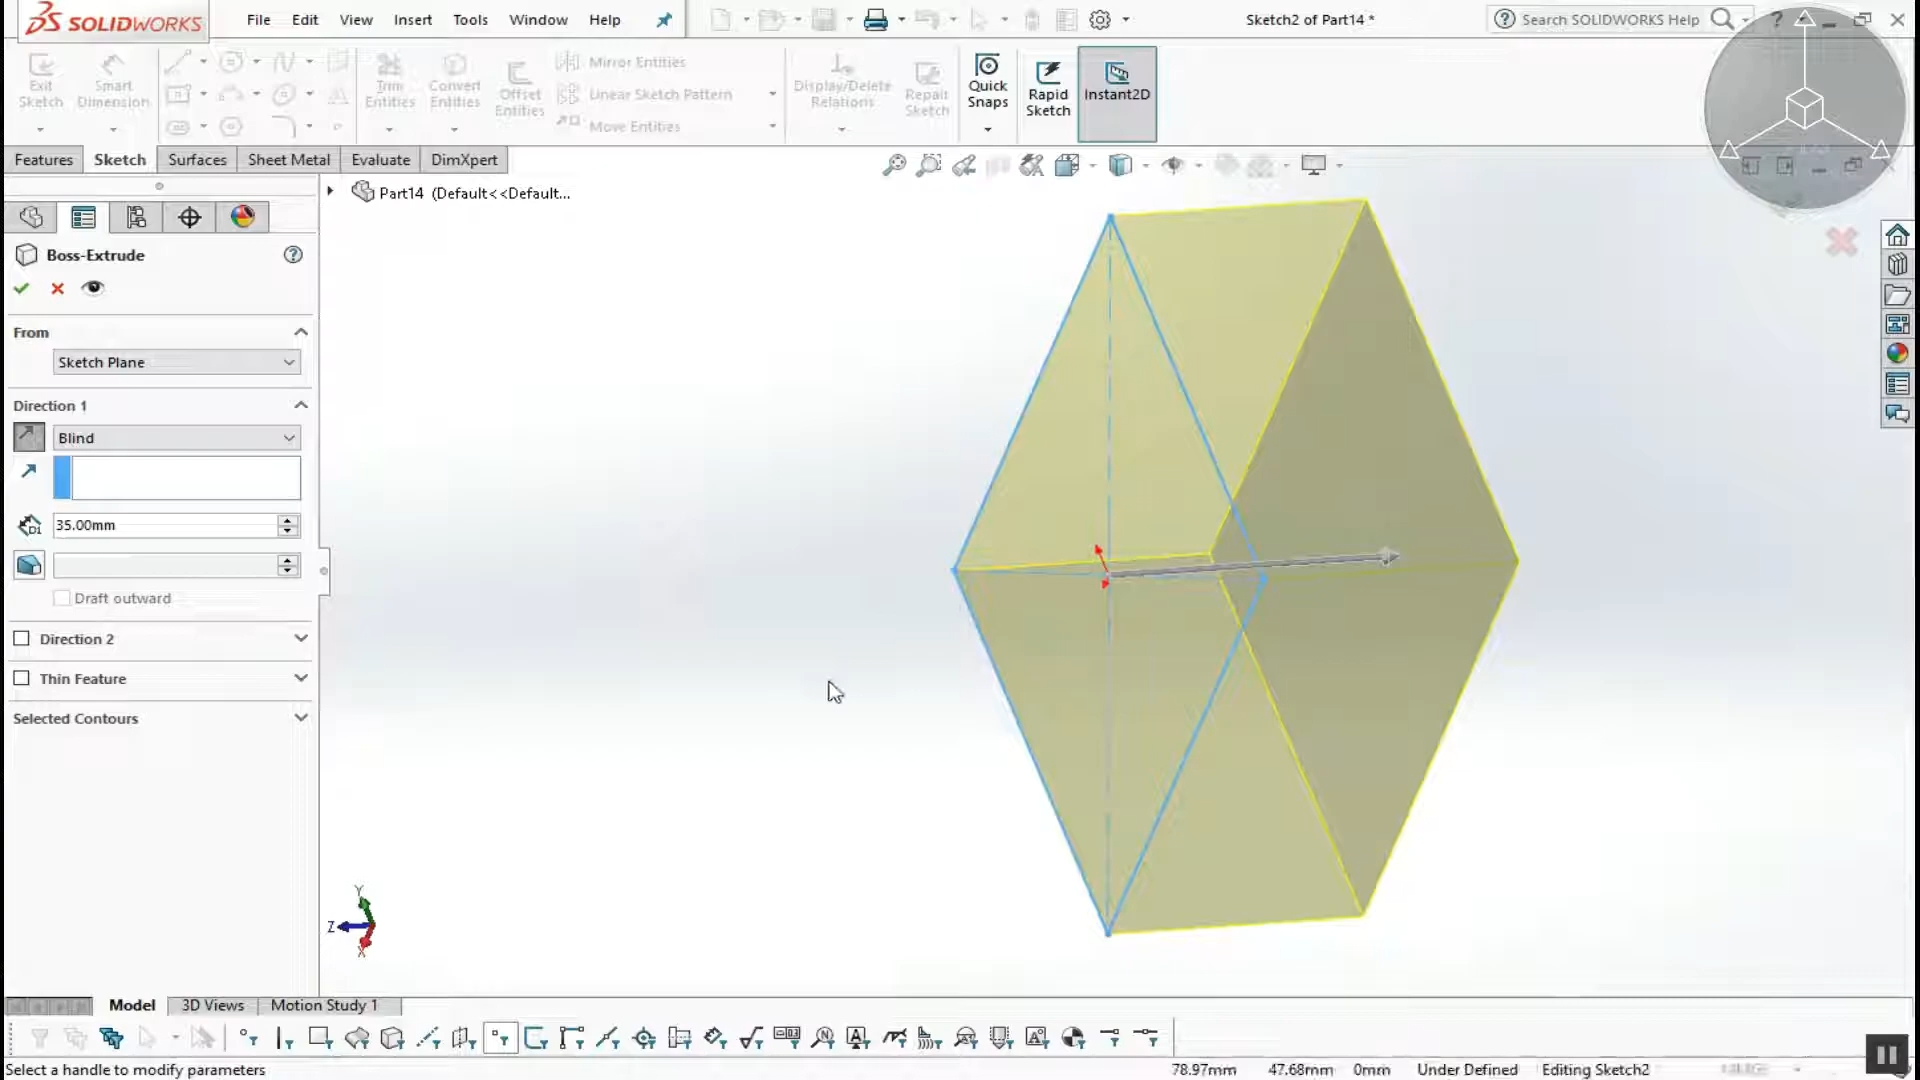 SOLIDWORKS File Edit View Insert Tools Window Help Sketch2 of Part14 * Search SOLIDWORKS Help ?
Exit Sketch
Smart Dimension
Trim Entities
Convert Entities
Offset Entities
Mirror Entities
Linear Sketch Pattern
Move Entities
Display/Delete Relations
Repair Sketch
Quick Snaps
Rapid Sketch
Instant2D
Features Sketch Surfaces Sheet Metal Evaluate DimXpert
Part14 (Default<<Default...
Boss-Extrude
From
Sketch Plane
Direction 1
Blind
D1
35.00mm
Draft outward
Direction 2
Thin Feature
Selected Contours
Y
Z
X
Model 3D Views Motion Study 1
Select a handle to modify parameters 78.97mm 47.68mm 0mm Under Defined Editing Sketch2